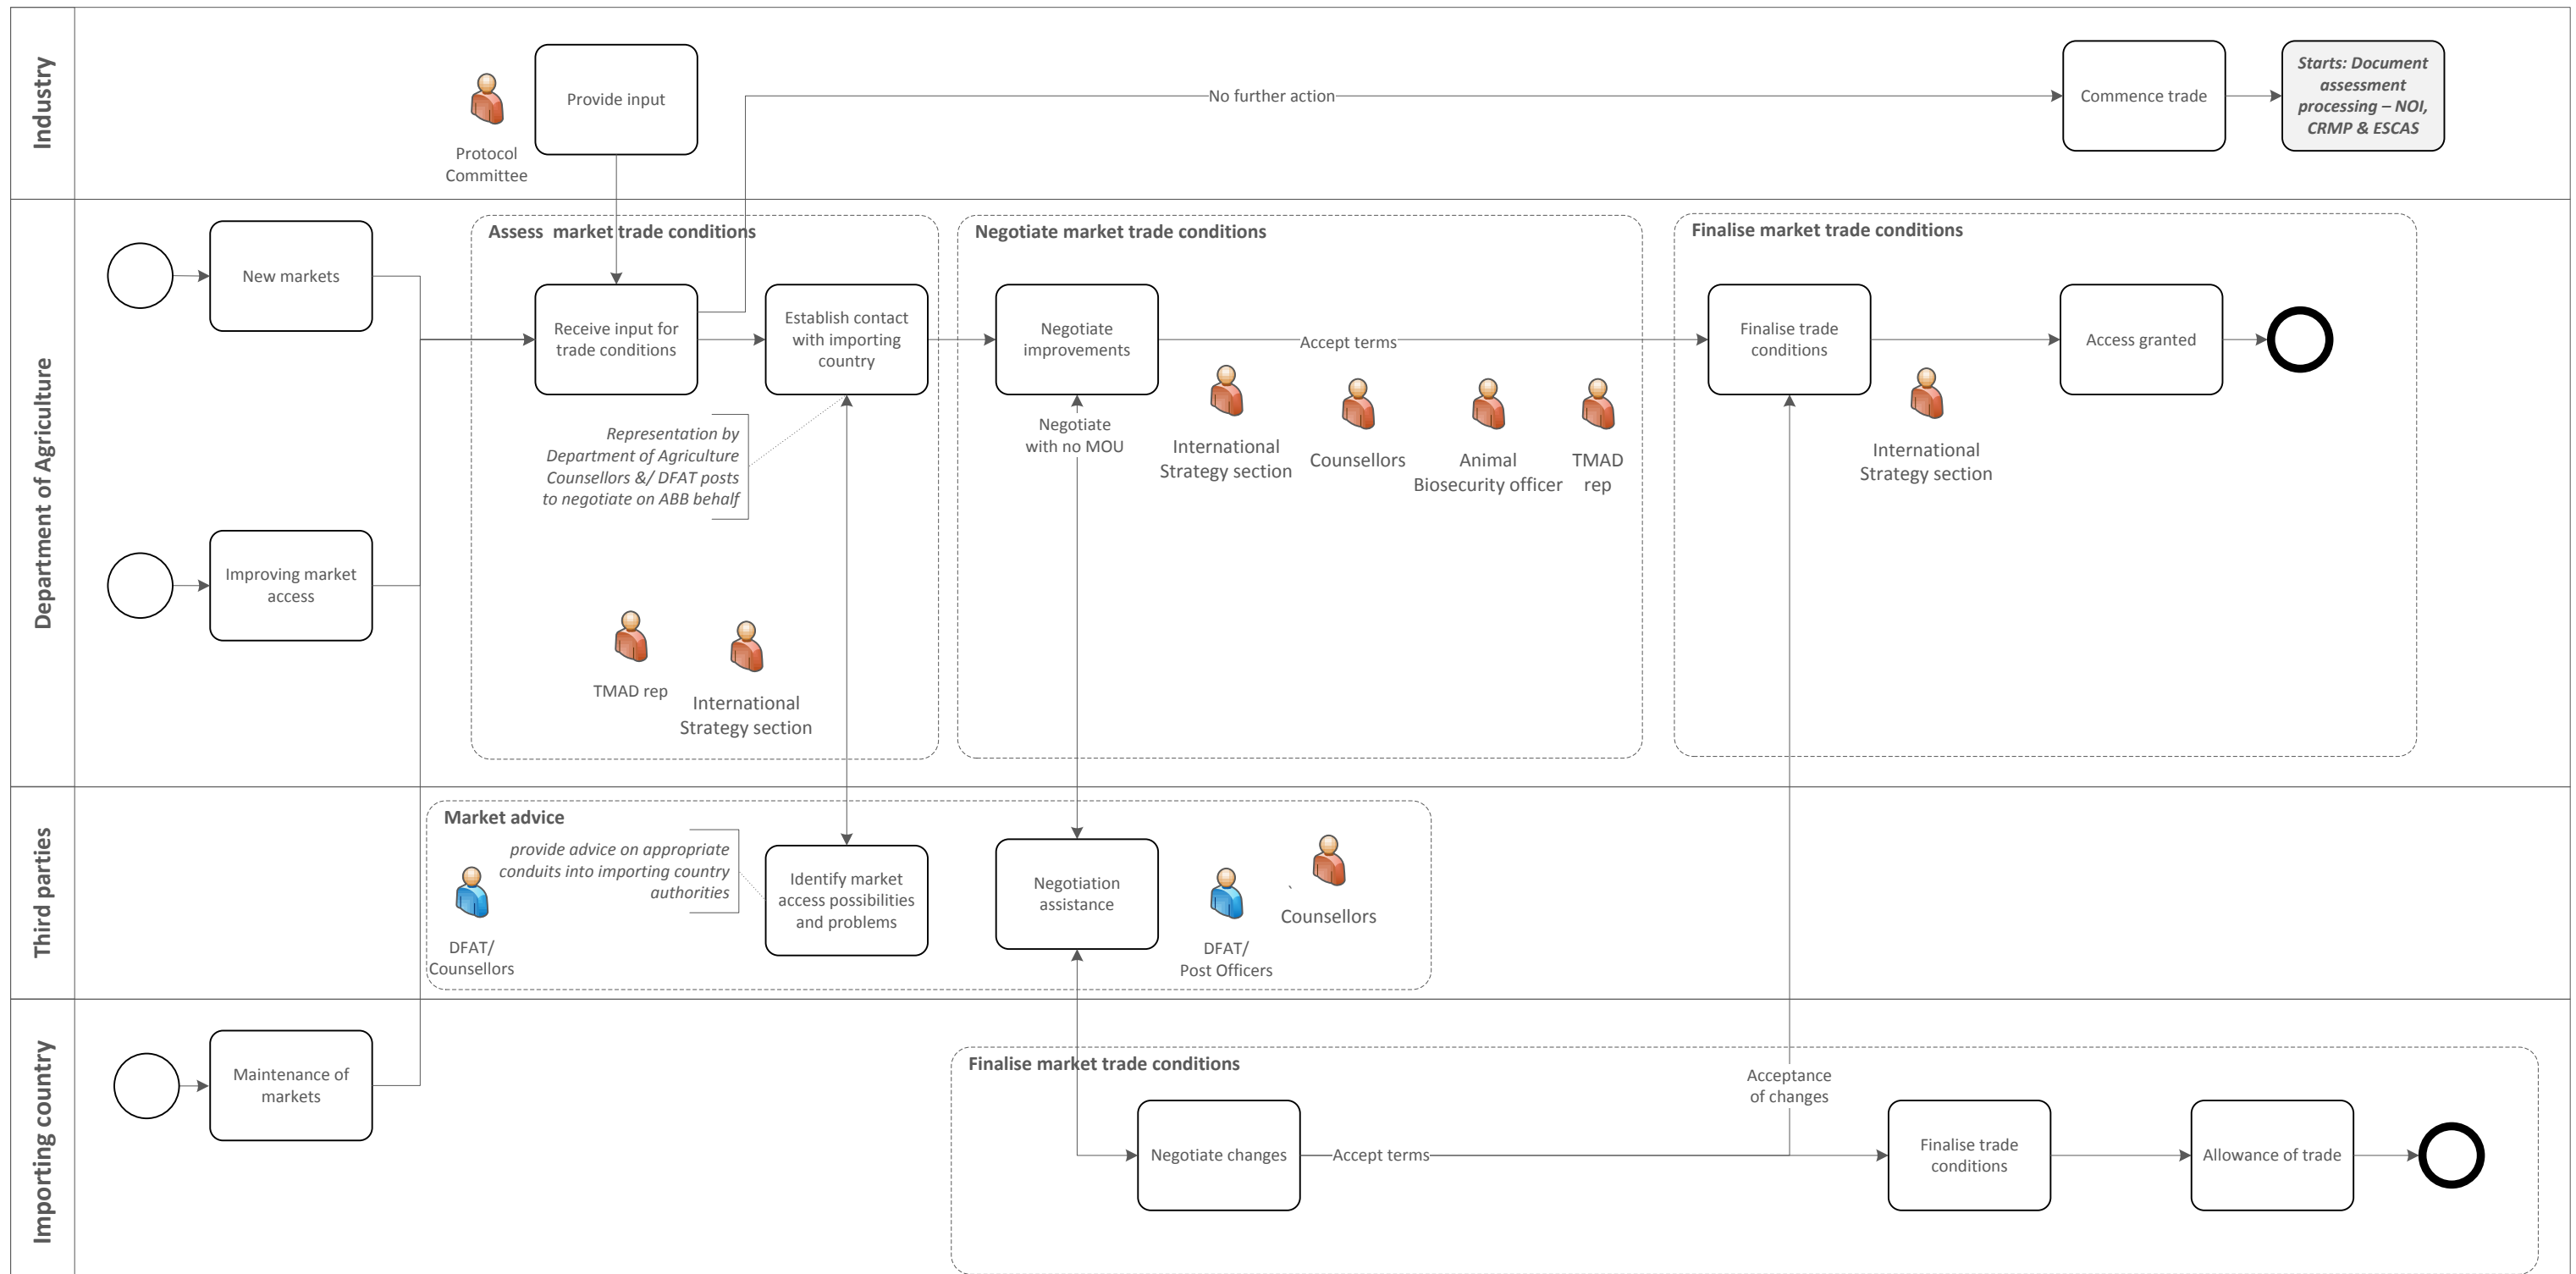 Industry
Protocol
Committee
Provide input
No further action
Commence trade
Starts: Document
assessment
processing – NOI,
CRMP & ESCAS
Department of Agriculture
New markets
Improving market
access
Assess  market trade conditions
Receive input for
trade conditions
Establish contact
with importing
country
Representation by
Department of Agriculture
Counsellors &/ DFAT posts
to negotiate on ABB behalf
TMAD rep
International
Strategy section
Negotiate market trade conditions
Negotiate
improvements
Accept terms
Negotiate
with no MOU
International
Strategy section
Counsellors
Animal
Biosecurity officer
TMAD
rep
Finalise market trade conditions
Finalise trade
conditions
International
Strategy section
Access granted
Third parties
Market advice
provide advice on appropriate
conduits into importing country
authorities
DFAT/
Counsellors
Identify market
access possibilities
and problems
Negotiation
assistance
DFAT/
Post Officers
`
Counsellors
Importing country
Maintenance of
markets
Finalise market trade conditions
Negotiate changes
Accept terms
Acceptance
of changes
Finalise trade
conditions
Allowance of trade